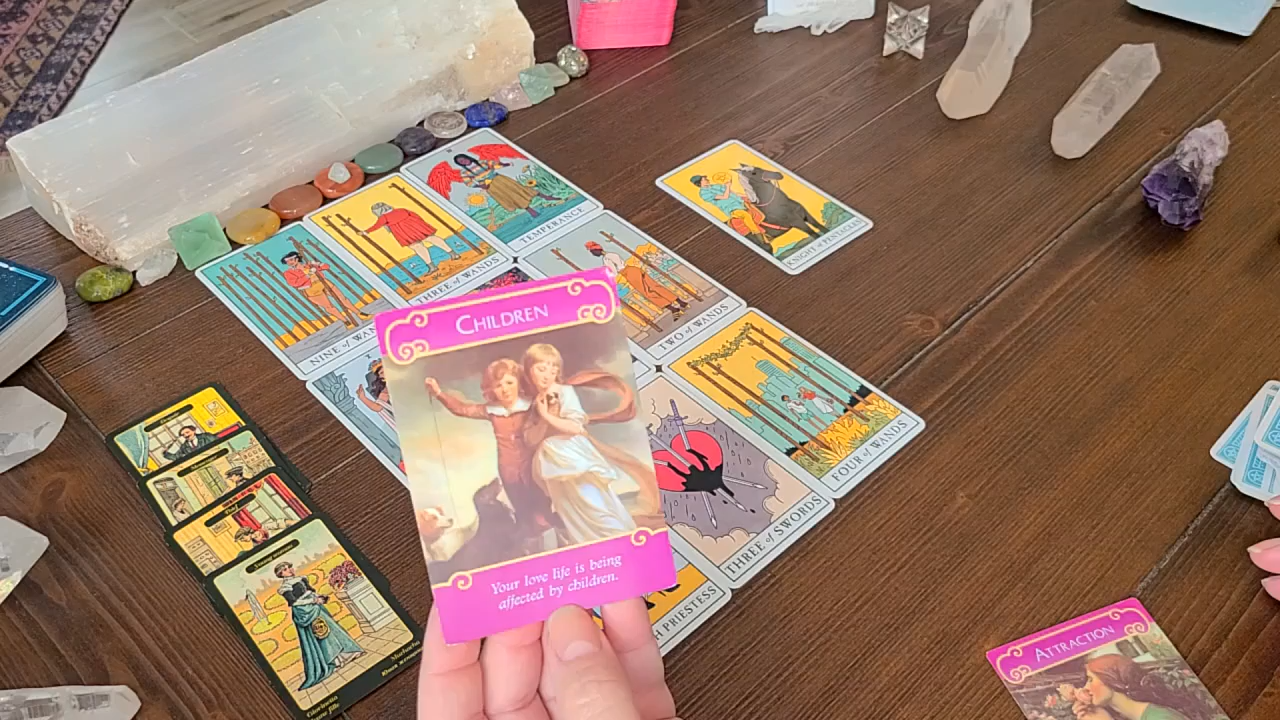 TEMPERANCE
THREE of WANDS
KNIGHT of PENTACLES
NINE of WANDS
TWO of WANDS
CHILDREN
FOUR of WANDS
THREE of SWORDS
Your love life is being
affected by children.
H PRIESTESS
ATTRACTION